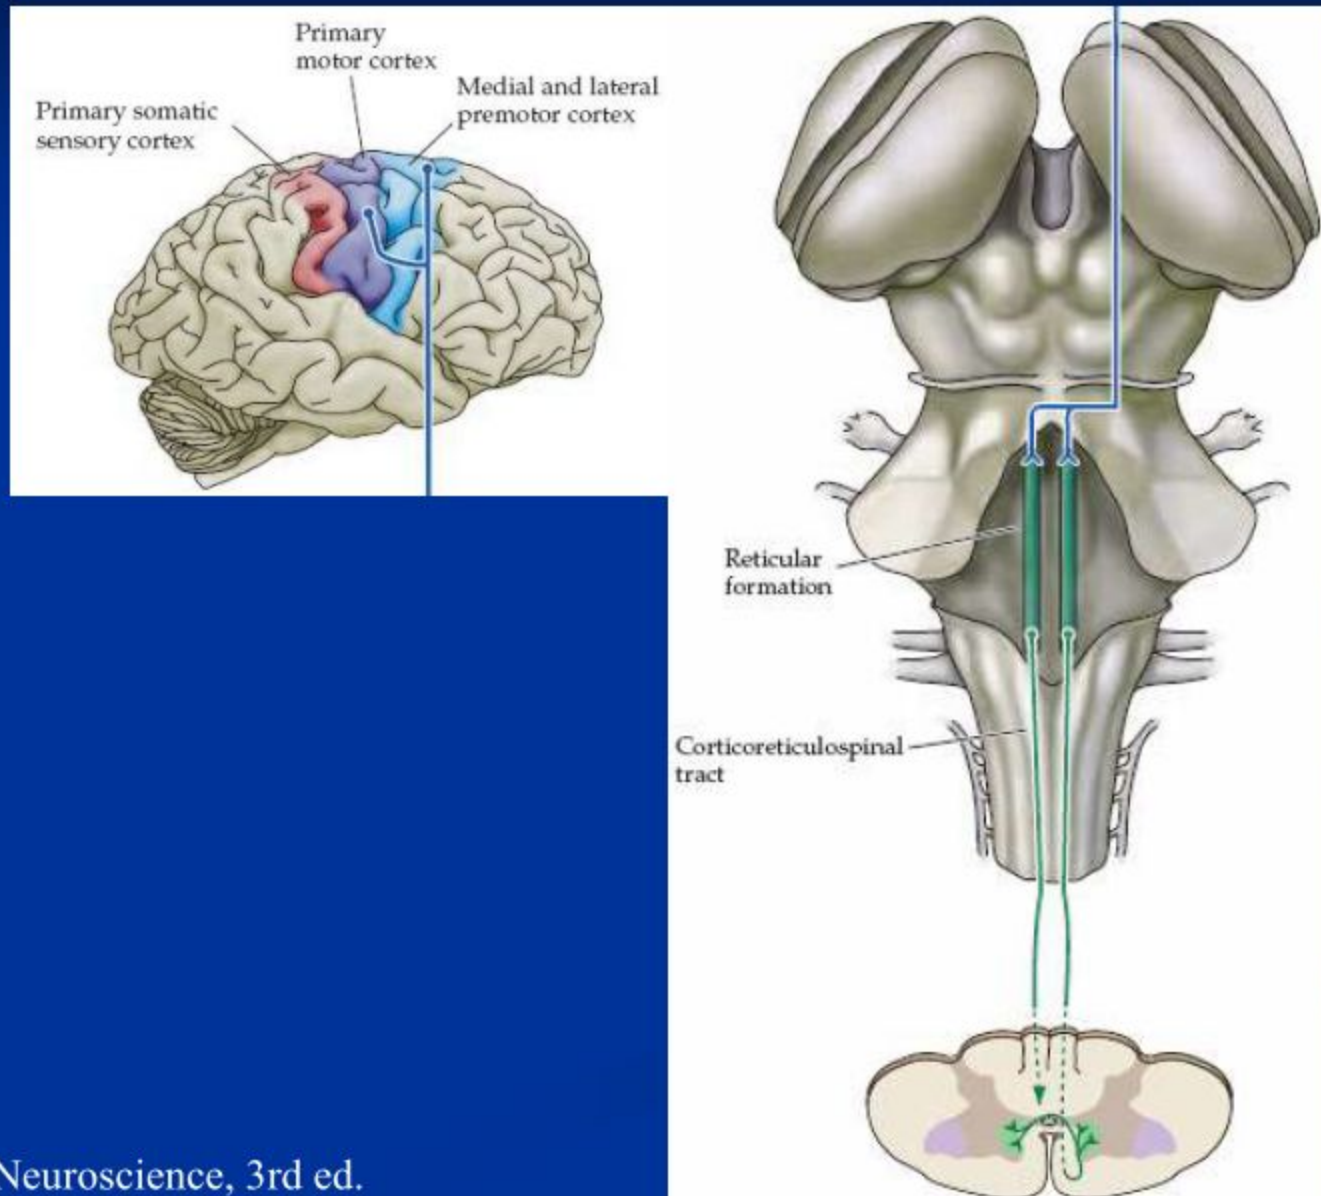 Primary
motor cortex
Medial and lateral
premotor cortex
Primary somatic
sensory cortex
Reticular
formation
Corticoreticulospinal
tract
Neuroscience, 3rd ed.